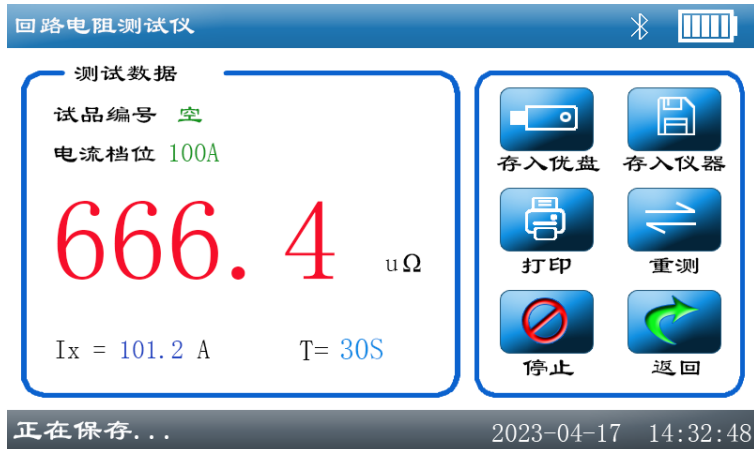 回路电阻测试仪
测试数据
试品编号 空
电流档位 100A
666.4 uΩ
Ix = 101.2 A T= 30S
存入优盘 存入仪器
打印 重测
停止 返回
正在保存... 2023-04-17 14:32:48